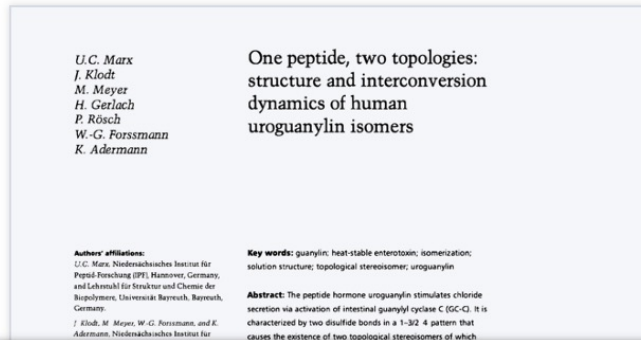 U.C. Marx
J. Klodt
M. Meyer
H. Gerlach
P. Rösch
W.-G. Forssmann
K. Adermann
One peptide, two topologies:
structure and interconversion
dynamics of human
uroguanylin isomers
Authors' affiliations:
U.C. Marx, Niedersächsisches Institut für
Peptid-Forschung (IPF), Hannover, Germany,
and Lehrstuhl für Struktur und Chemie der
Biopolymere, Universität Bayreuth, Bayreuth,
Germany.
J Klodt, M Meyer, W-G. Forssmann, and K.
Adermann, Niedersächsisches Institut für
Key words: guanylin; heat-stable enterotoxin; isomerization;
solution structure; topological stereoisomer; uroguanylin
Abstract: The peptide hormone uroguanylin stimulates chloride
secretion via activation of intestinal guanylyl cyclase C (GC-C). It is
characterized by two disulfide bonds in a 1–3/2 4 pattern that
causes the existence of two topological stereoisomers of which